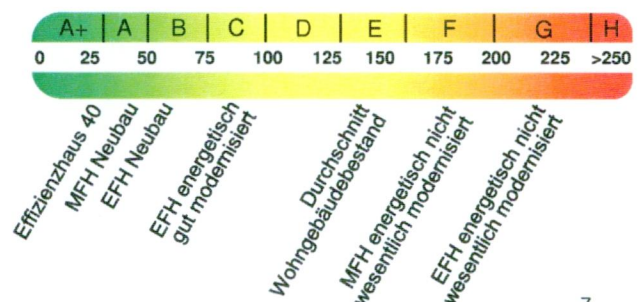 A+ A B C D E F G H
0 25 50 75 100 125 150 175 200 225 >250
Effizienzhaus 40
MFH Neubau
EFH Neubau
EFH energetisch
gut modernisiert
Durchschnitt
Wohngebäudebestand
MFH energetisch nicht
wesentlich modernisiert
EFH energetisch nicht
wesentlich modernisiert
7